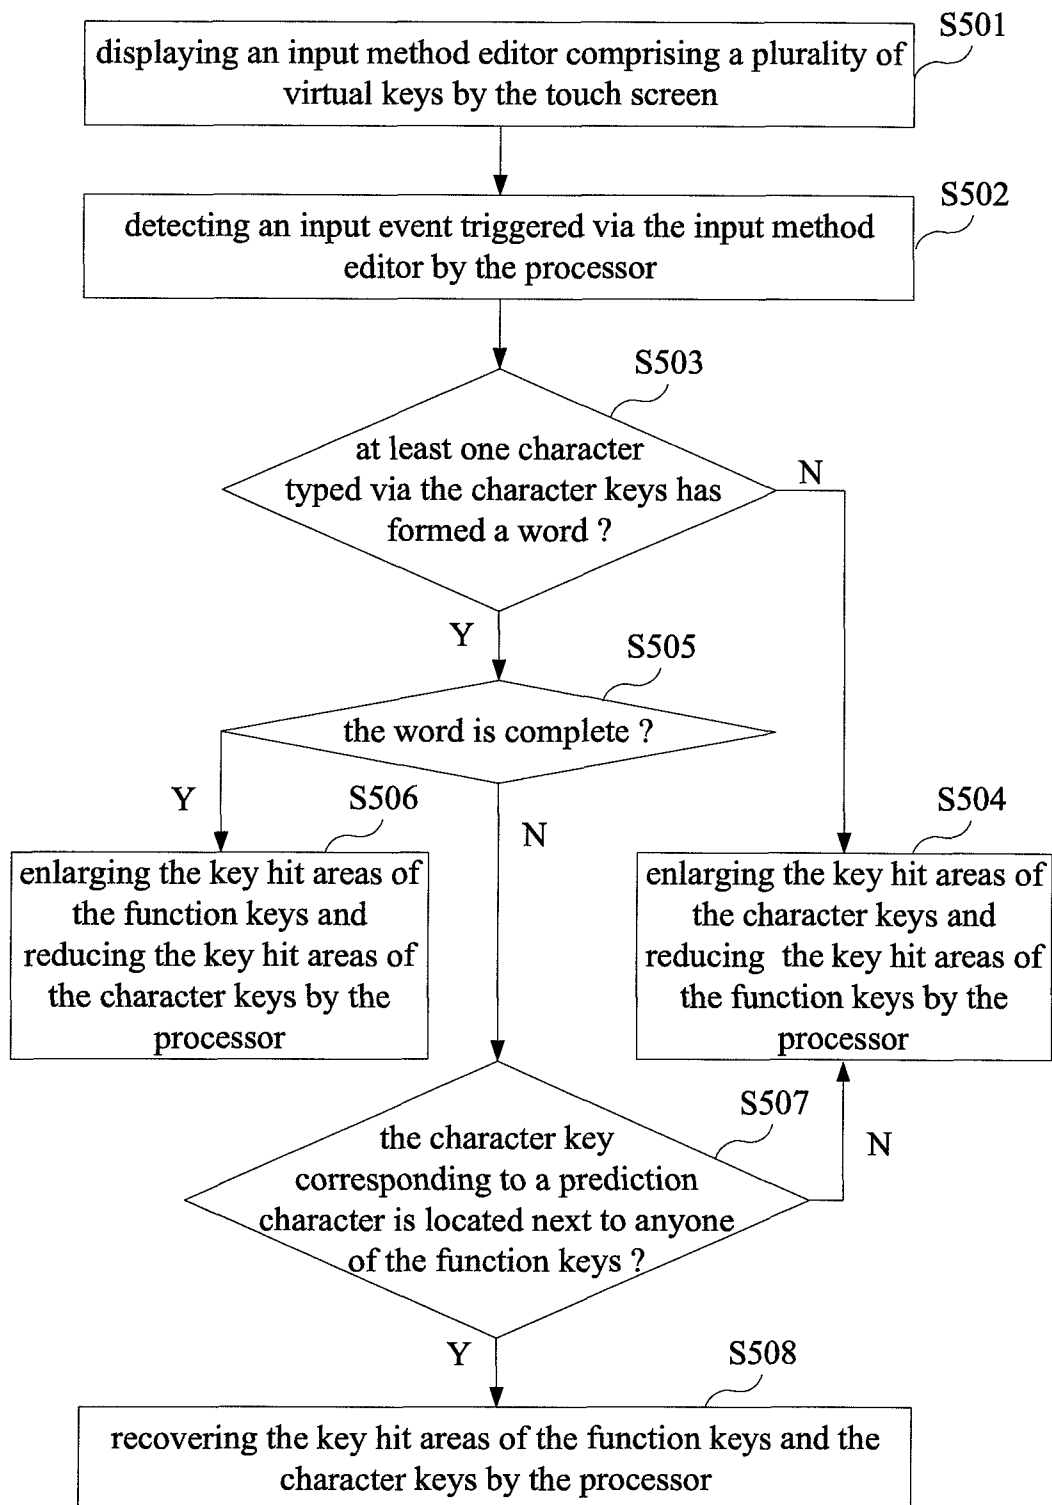 S501
displaying an input method editor comprising a plurality of
virtual keys by the touch screen
S502
detecting an input event triggered via the input method
editor by the processor
S503
at least one character
typed via the character keys has
formed a word ?
N
Y
S505
the word is complete ?
Y
N
S506
enlarging the key hit areas of
the function keys and
reducing the key hit areas of
the character keys by the
processor
S504
enlarging the key hit areas of
the character keys and
reducing the key hit areas of
the function keys by the
processor
S507
the character key
corresponding to a prediction
character is located next to anyone
of the function keys ?
N
Y
S508
recovering the key hit areas of the function keys and the
character keys by the processor